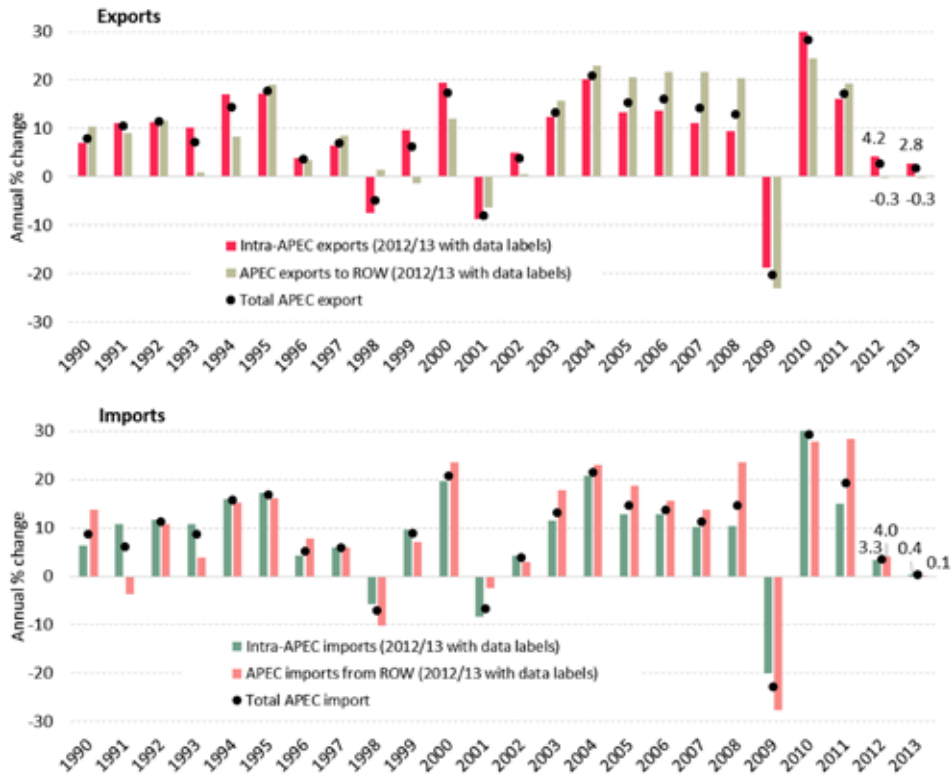 Exports
Annual % change
30
20
10
0
-10
-20
-30
4.2
2.8
-0.3
-0.3
Intra-APEC exports (2012/13 with data labels)
APEC exports to ROW (2012/13 with data labels)
Total APEC export
1990 1991 1992 1993 1994 1995 1996 1997 1998 1999 2000 2001 2002 2003 2004 2005 2006 2007 2008 2009 2010 2011 2012 2013
Imports
Annual % change
30
20
10
0
-10
-20
-30
4.0
3.3
0.4
0.1
Intra-APEC imports (2012/13 with data labels)
APEC imports from ROW (2012/13 with data labels)
Total APEC import
1990 1991 1992 1993 1994 1995 1996 1997 1998 1999 2000 2001 2002 2003 2004 2005 2006 2007 2008 2009 2010 2011 2012 2013